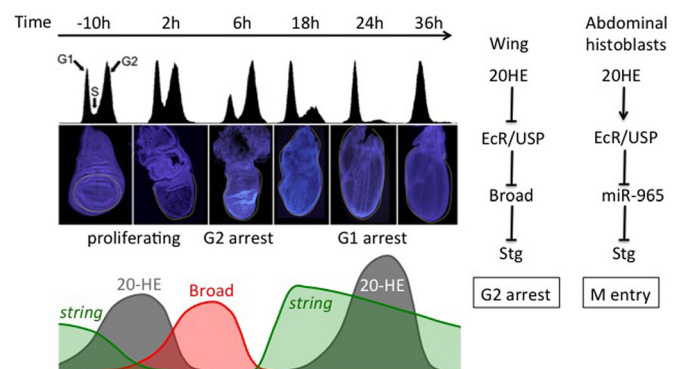 Time -10h 2h 6h 18h 24h 36h
G1 G2
S
proliferating G2 arrest G1 arrest
string 20-HE Broad string 20-HE
Wing
20HE
EcR/USP
Broad
Stg
G2 arrest
Abdominal
histoblasts
20HE
EcR/USP
miR-965
Stg
M entry